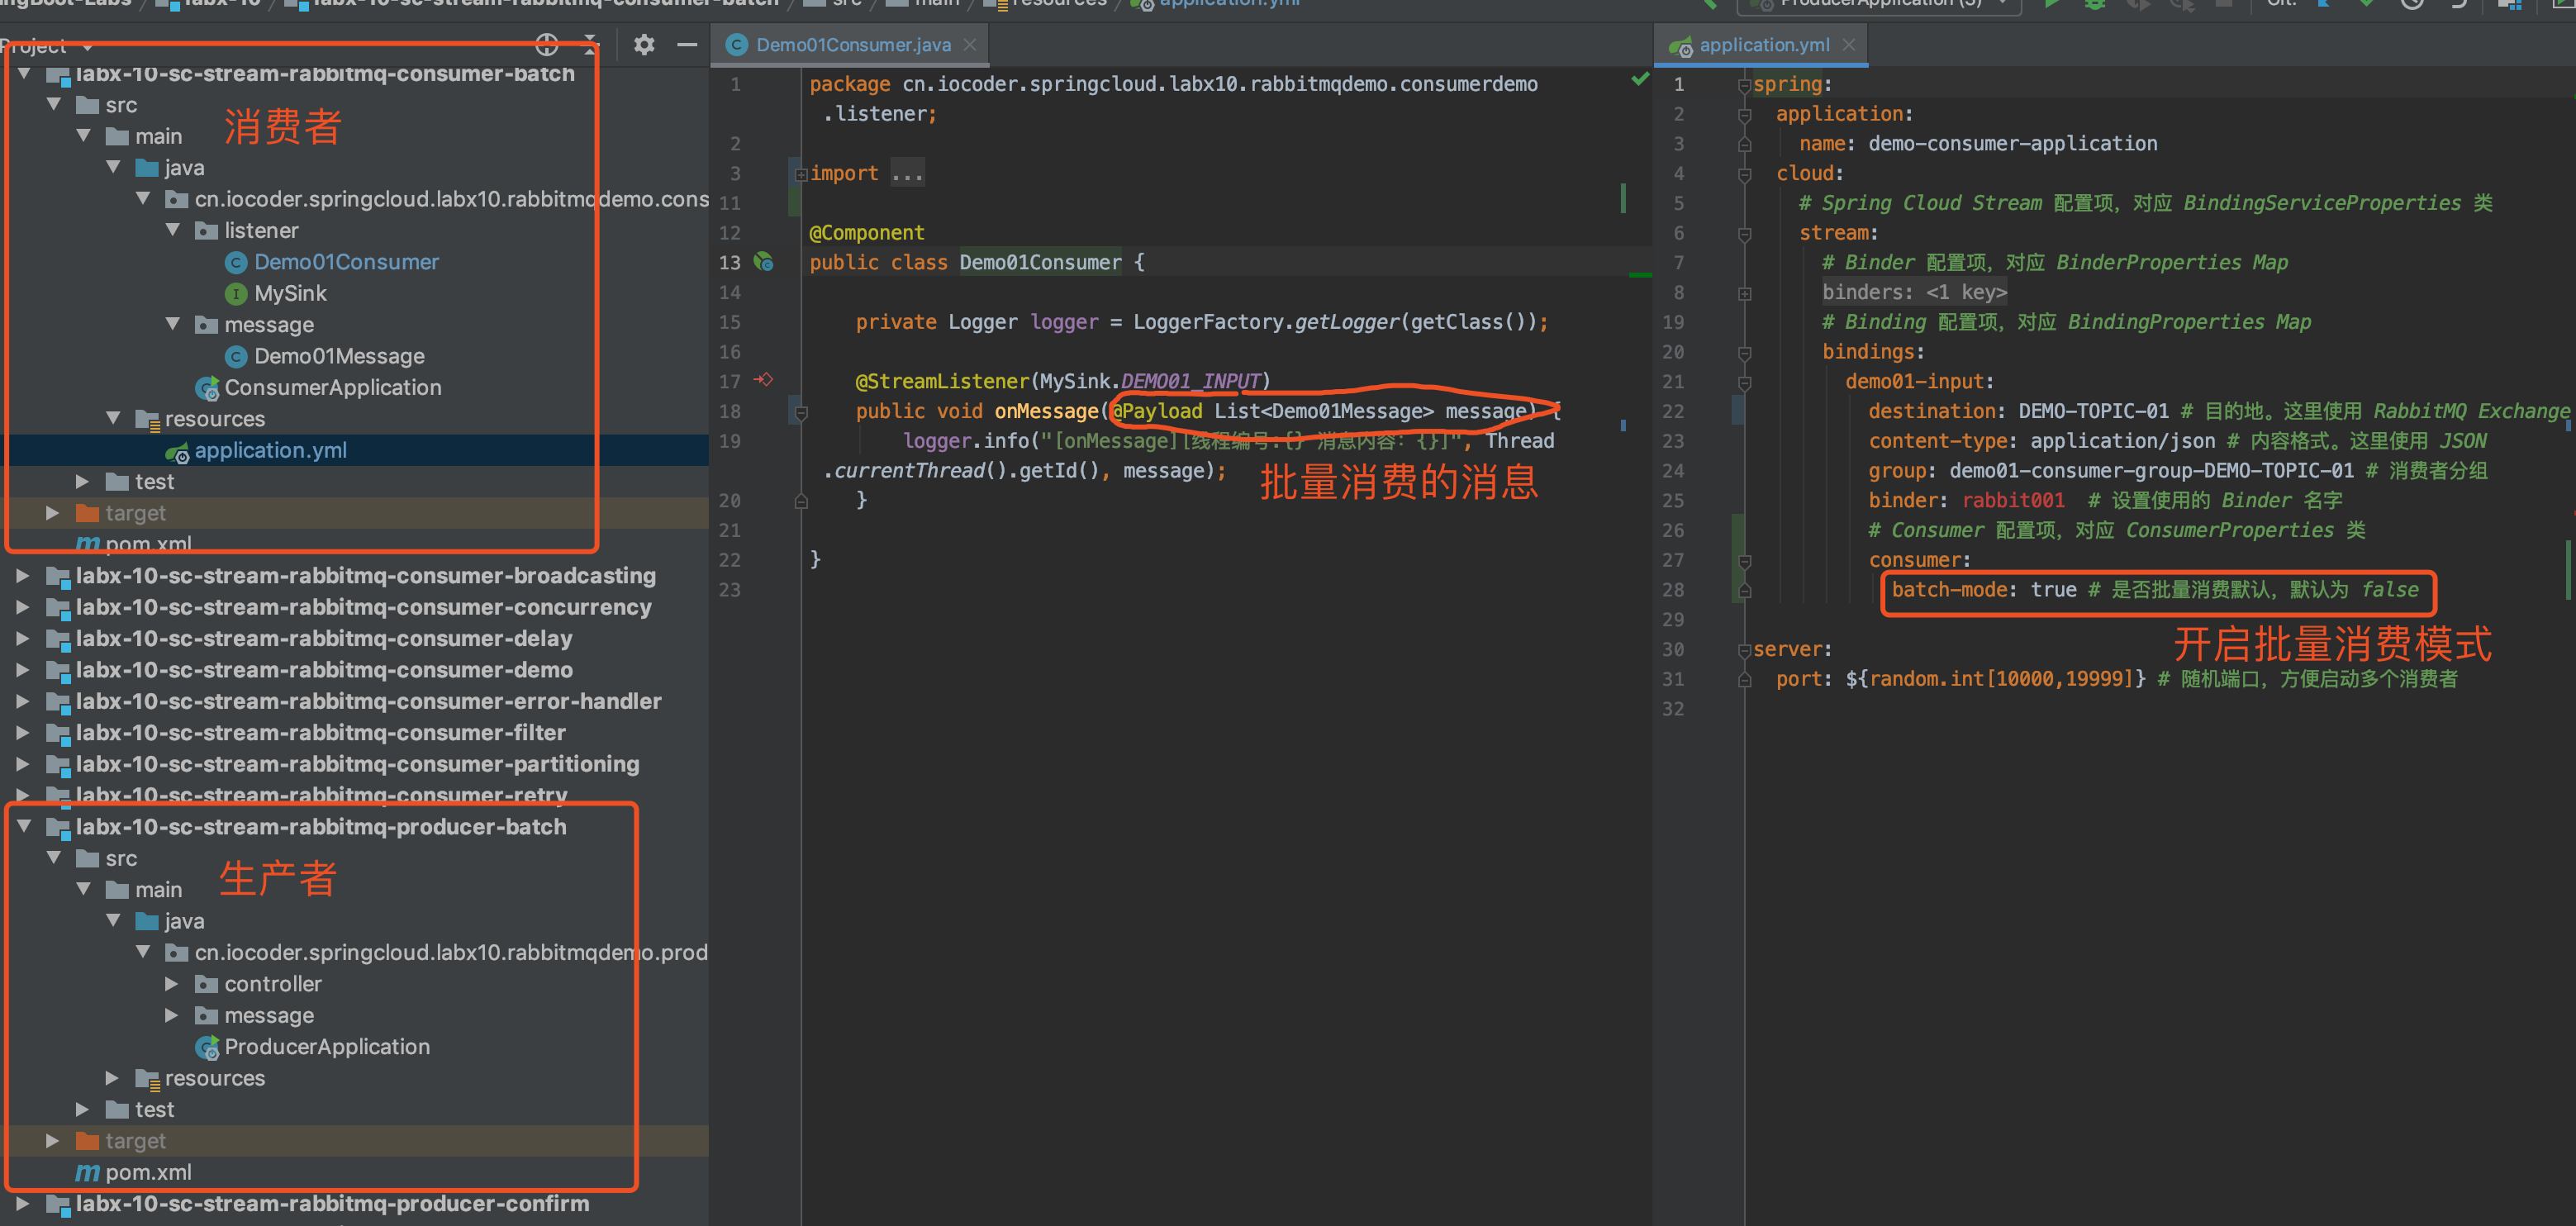 labx-10-sc-stream-rabbitmq-consumer-batch
src
main
resources
application.yml
ProducerApplication (3)
Git:
Project
labx-10-sc-stream-rabbitmq-consumer-batch
src
消费者
main
java
cn.iocoder.springcloud.labx10.rabbitmqdemo.cons
listener
Demo01Consumer
MySink
message
Demo01Message
ConsumerApplication
resources
application.yml
test
target
pom.xml
labx-10-sc-stream-rabbitmq-consumer-broadcasting
labx-10-sc-stream-rabbitmq-consumer-concurrency
labx-10-sc-stream-rabbitmq-consumer-delay
labx-10-sc-stream-rabbitmq-consumer-demo
labx-10-sc-stream-rabbitmq-consumer-error-handler
labx-10-sc-stream-rabbitmq-consumer-filter
labx-10-sc-stream-rabbitmq-consumer-partitioning
labx-10-sc-stream-rabbitmq-consumer-retry
labx-10-sc-stream-rabbitmq-producer-batch
src
生产者
main
java
cn.iocoder.springcloud.labx10.rabbitmqdemo.prod
controller
message
ProducerApplication
resources
test
target
pom.xml
labx-10-sc-stream-rabbitmq-producer-confirm
Demo01Consumer.java
1 package cn.iocoder.springcloud.labx10.rabbitmqdemo.consumerdemo
.listener;
2
3 import ...
11
12 @Component
13 public class Demo01Consumer {
14
15 private Logger logger = LoggerFactory.getLogger(getClass());
16
17 @StreamListener(MySink.DEMO01_INPUT)
18 public void onMessage(@Payload List<Demo01Message> message) {
19 logger.info("[onMessage][线程编号:{} 消息内容：{}]", Thread
.currentThread().getId(), message);
批量消费的消息
20 }
21
22 }
23
application.yml
1 spring:
2 application:
3 name: demo-consumer-application
4 cloud:
5 # Spring Cloud Stream 配置项，对应 BindingServiceProperties 类
6 stream:
7 # Binder 配置项，对应 BinderProperties Map
8 binders: <1 key>
19 # Binding 配置项，对应 BindingProperties Map
20 bindings:
21 demo01-input:
22 destination: DEMO-TOPIC-01 # 目的地。这里使用 RabbitMQ Exchange
23 content-type: application/json # 内容格式。这里使用 JSON
24 group: demo01-consumer-group-DEMO-TOPIC-01 # 消费者分组
25 binder: rabbit001 # 设置使用的 Binder 名字
26 # Consumer 配置项，对应 ConsumerProperties 类
27 consumer:
28 batch-mode: true # 是否批量消费默认，默认为 false
29
开启批量消费模式
30 server:
31 port: ${random.int[10000,19999]} # 随机端口，方便启动多个消费者
32